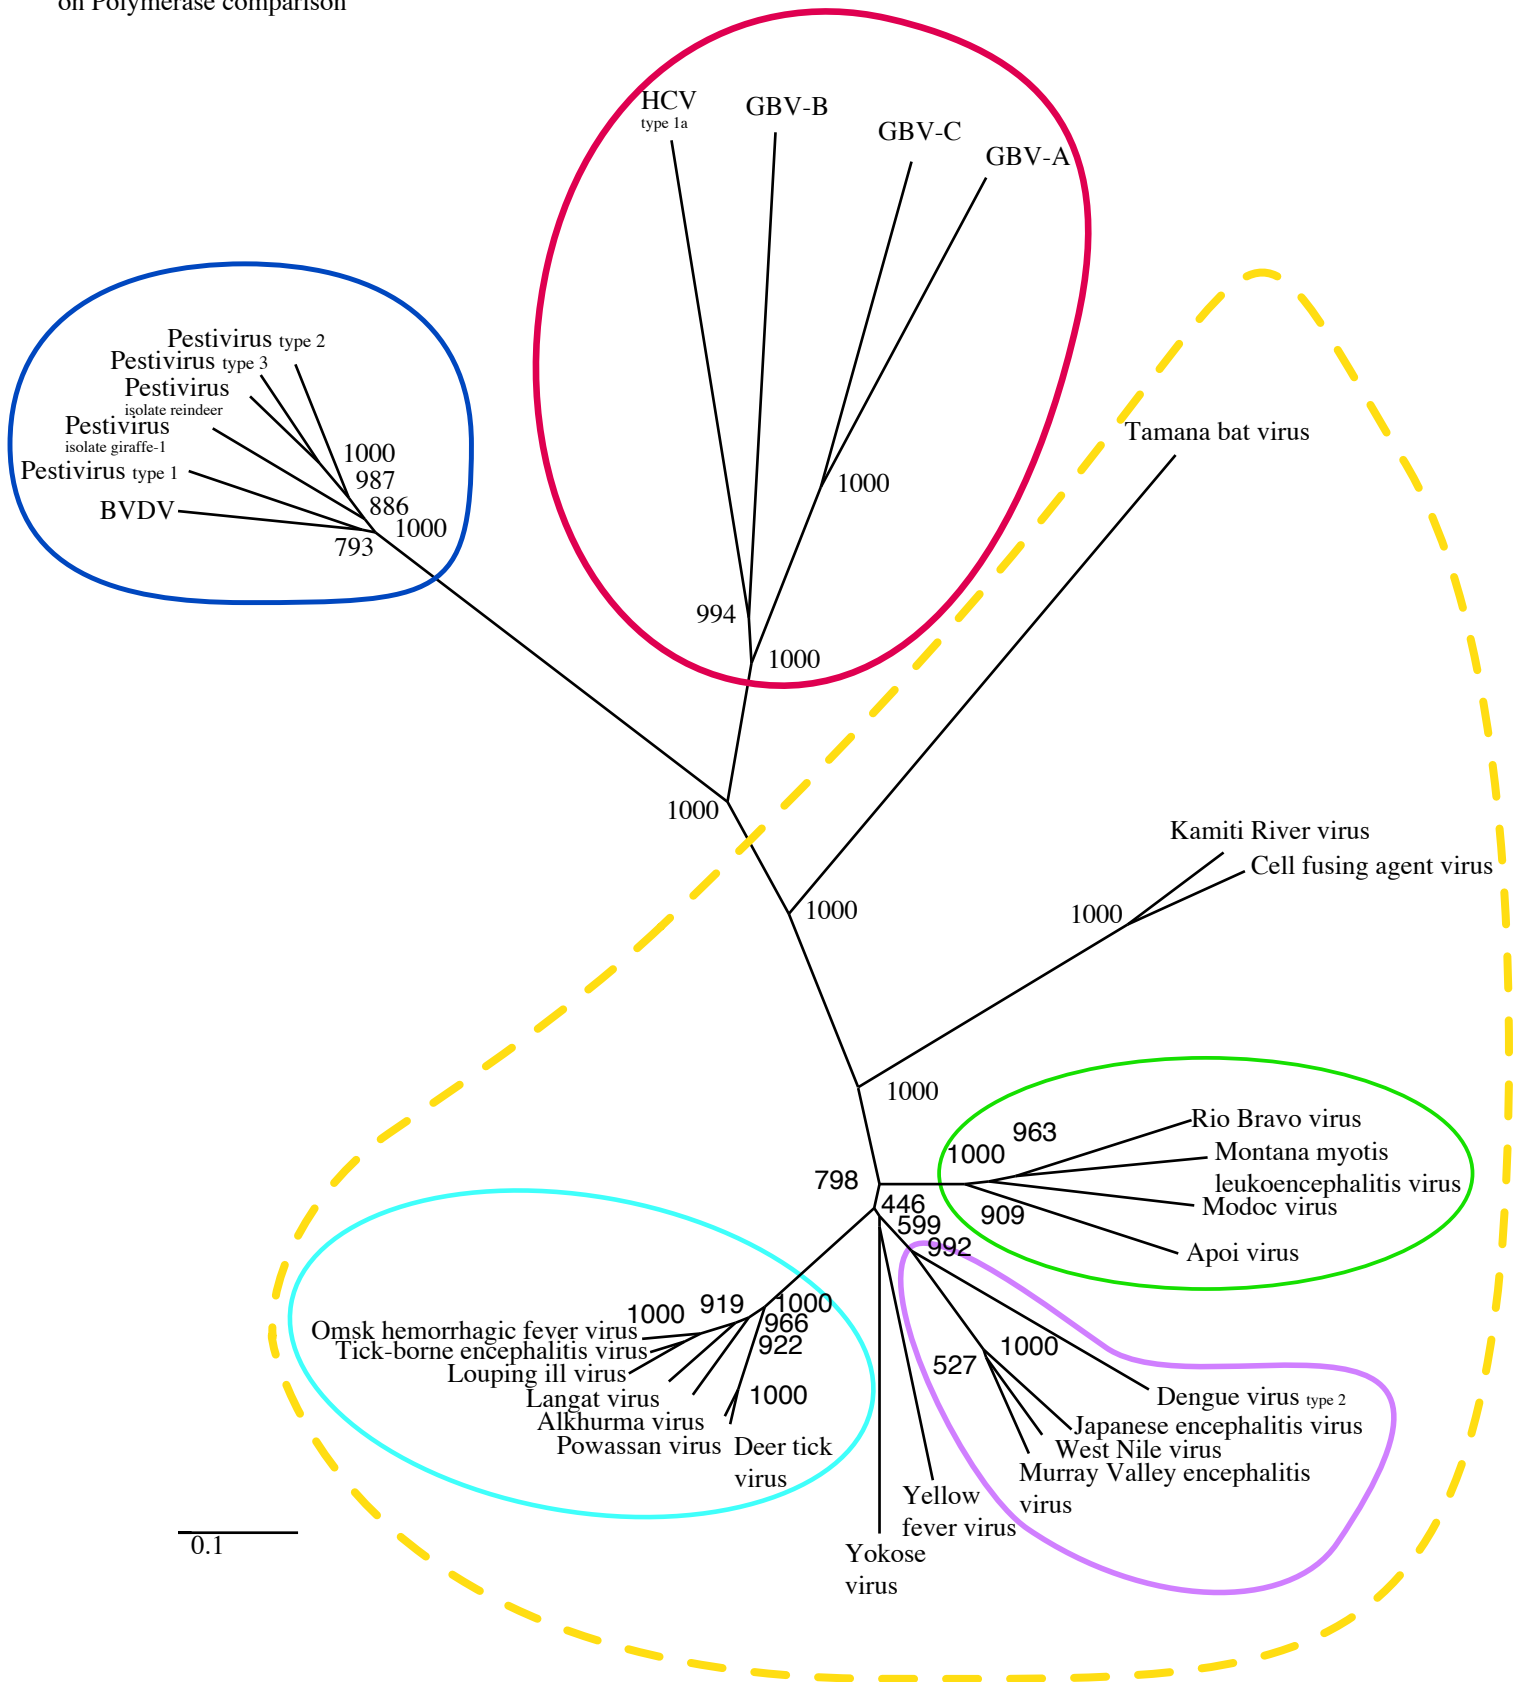 on Polymerase comparison
HCV
type 1a
GBV-B
GBV-C
GBV-A
Pestivirus type 2
Pestivirus type 3
Pestivirus
isolate reindeer
Pestivirus
isolate giraffe-1
Pestivirus type 1
BVDV
1000
987
886
1000
793
1000
994
1000
Tamana bat virus
1000
1000
Kamiti River virus
Cell fusing agent virus
1000
1000
963
1000
Rio Bravo virus
Montana myotis
leukoencephalitis virus
Modoc virus
909
Apoi virus
798
446
599
992
1000
919
1000
966
922
1000
Omsk hemorrhagic fever virus
Tick-borne encephalitis virus
Louping ill virus
Langat virus
Alkhurma virus
Powassan virus
Deer tick
virus
1000
527
Dengue virus type 2
Japanese encephalitis virus
West Nile virus
Murray Valley encephalitis
virus
Yellow
fever virus
Yokose
virus
0.1